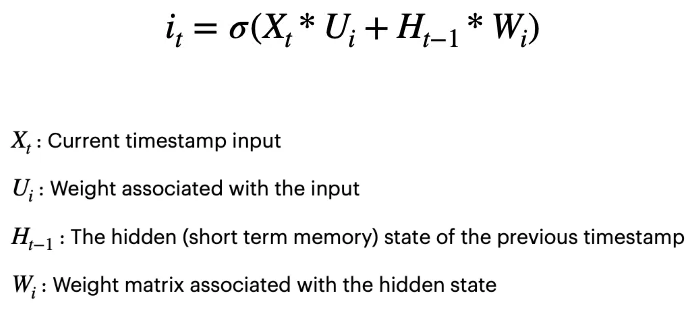 i_t = σ(X_t * U_i + H_{t−1} * W_i)
X_t : Current timestamp input
U_i : Weight associated with the input
H_{t−1} : The hidden (short term memory) state of the previous timestamp
W_i : Weight matrix associated with the hidden state